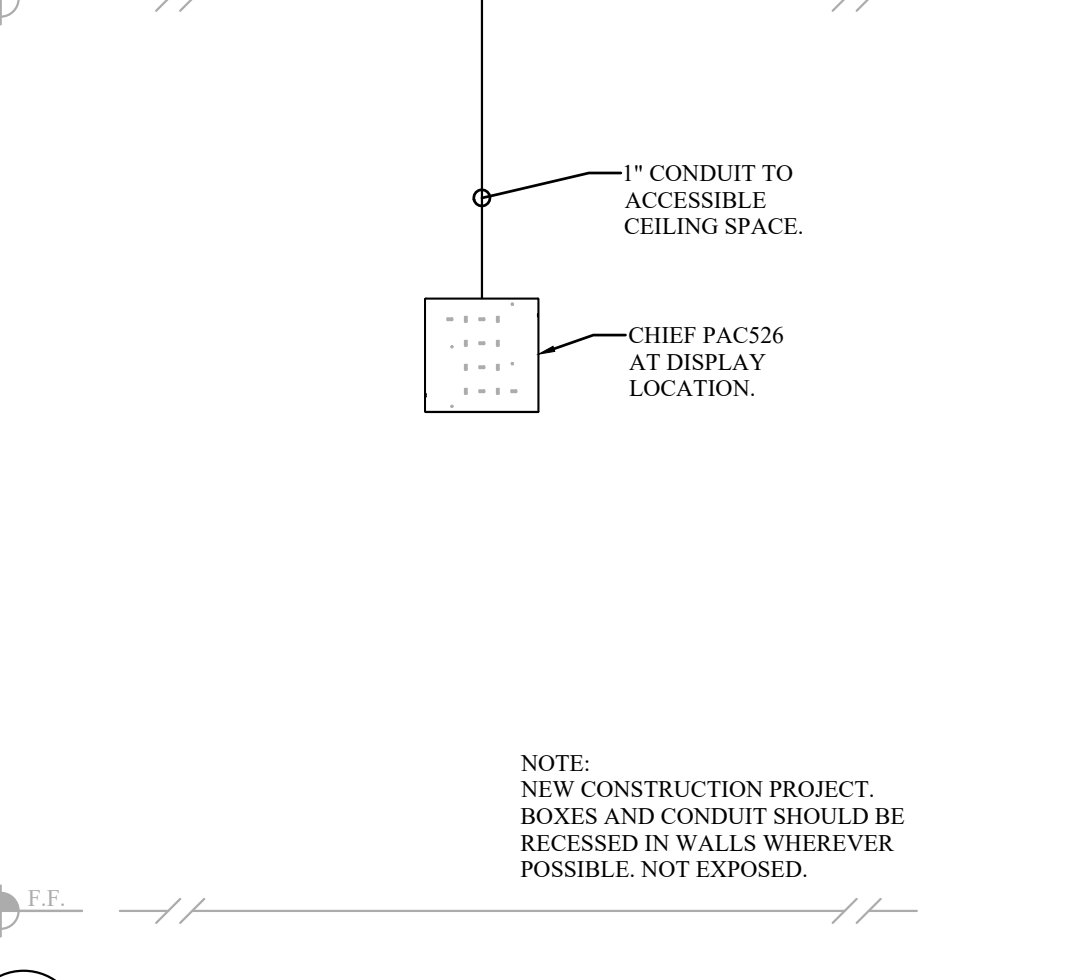 1" CONDUIT TO
ACCESSIBLE
CEILING SPACE.
CHIEF PAC526
AT DISPLAY
LOCATION.
NOTE:
NEW CONSTRUCTION PROJECT.
BOXES AND CONDUIT SHOULD BE
RECESSED IN WALLS WHEREVER
POSSIBLE. NOT EXPOSED.
F.F.